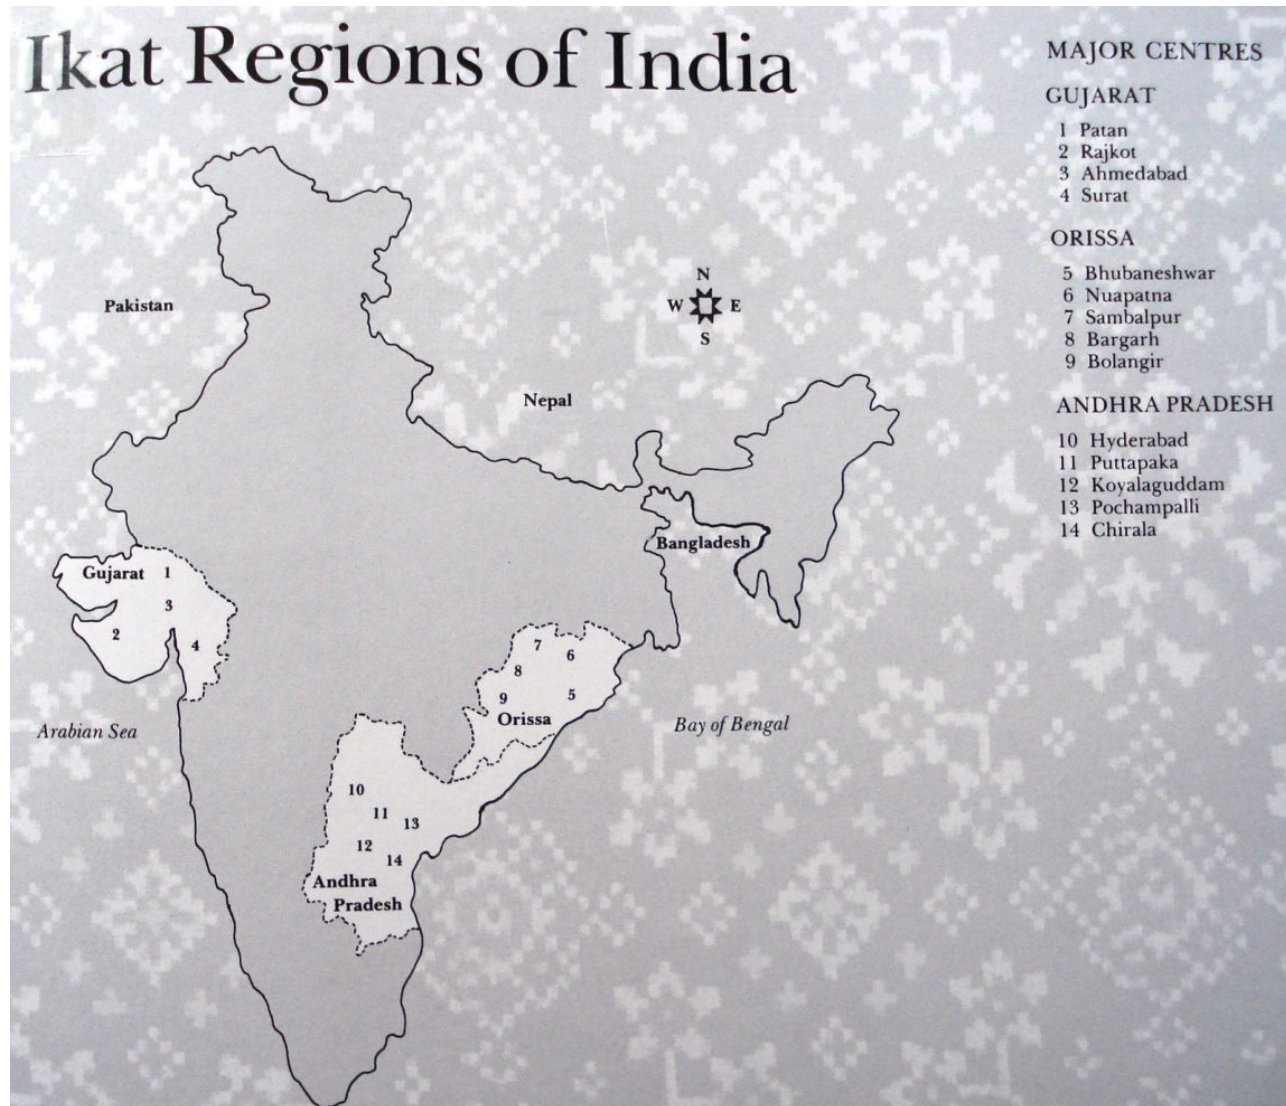 Ikat Regions of India
MAJOR CENTRES
GUJARAT
1 Patan
2 Rajkot
3 Ahmedabad
4 Surat
ORISSA
5 Bhubaneshwar
6 Nuapatna
7 Sambalpur
8 Bargarh
9 Bolangir
ANDHRA PRADESH
10 Hyderabad
11 Puttapaka
12 Koyalaguddam
13 Pochampalli
14 Chirala
N
W E
S
Pakistan
Nepal
Bangladesh
Gujarat 1
3
2
4
7
6
8
9
5
Orissa
Arabian Sea
Bay of Bengal
10
11
13
12
14
Andhra
Pradesh